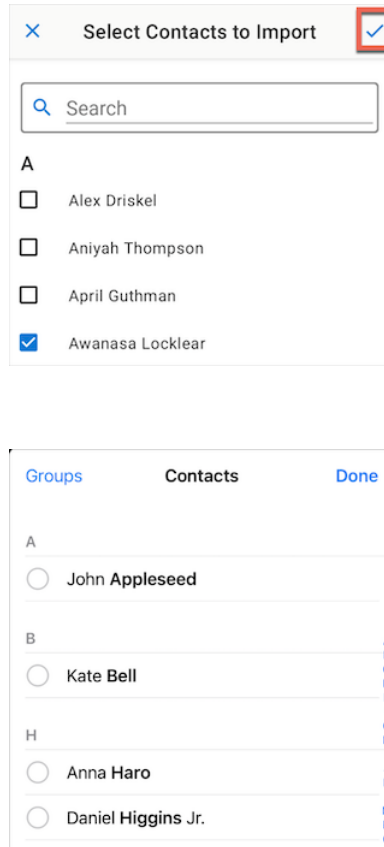 Select Contacts to Import
Search
A
Alex Driskel
Aniyah Thompson
April Guthman
Awanasa Locklear
Groups Contacts Done
A
John Appleseed
B
Kate Bell
H
Anna Haro
Daniel Higgins Jr.